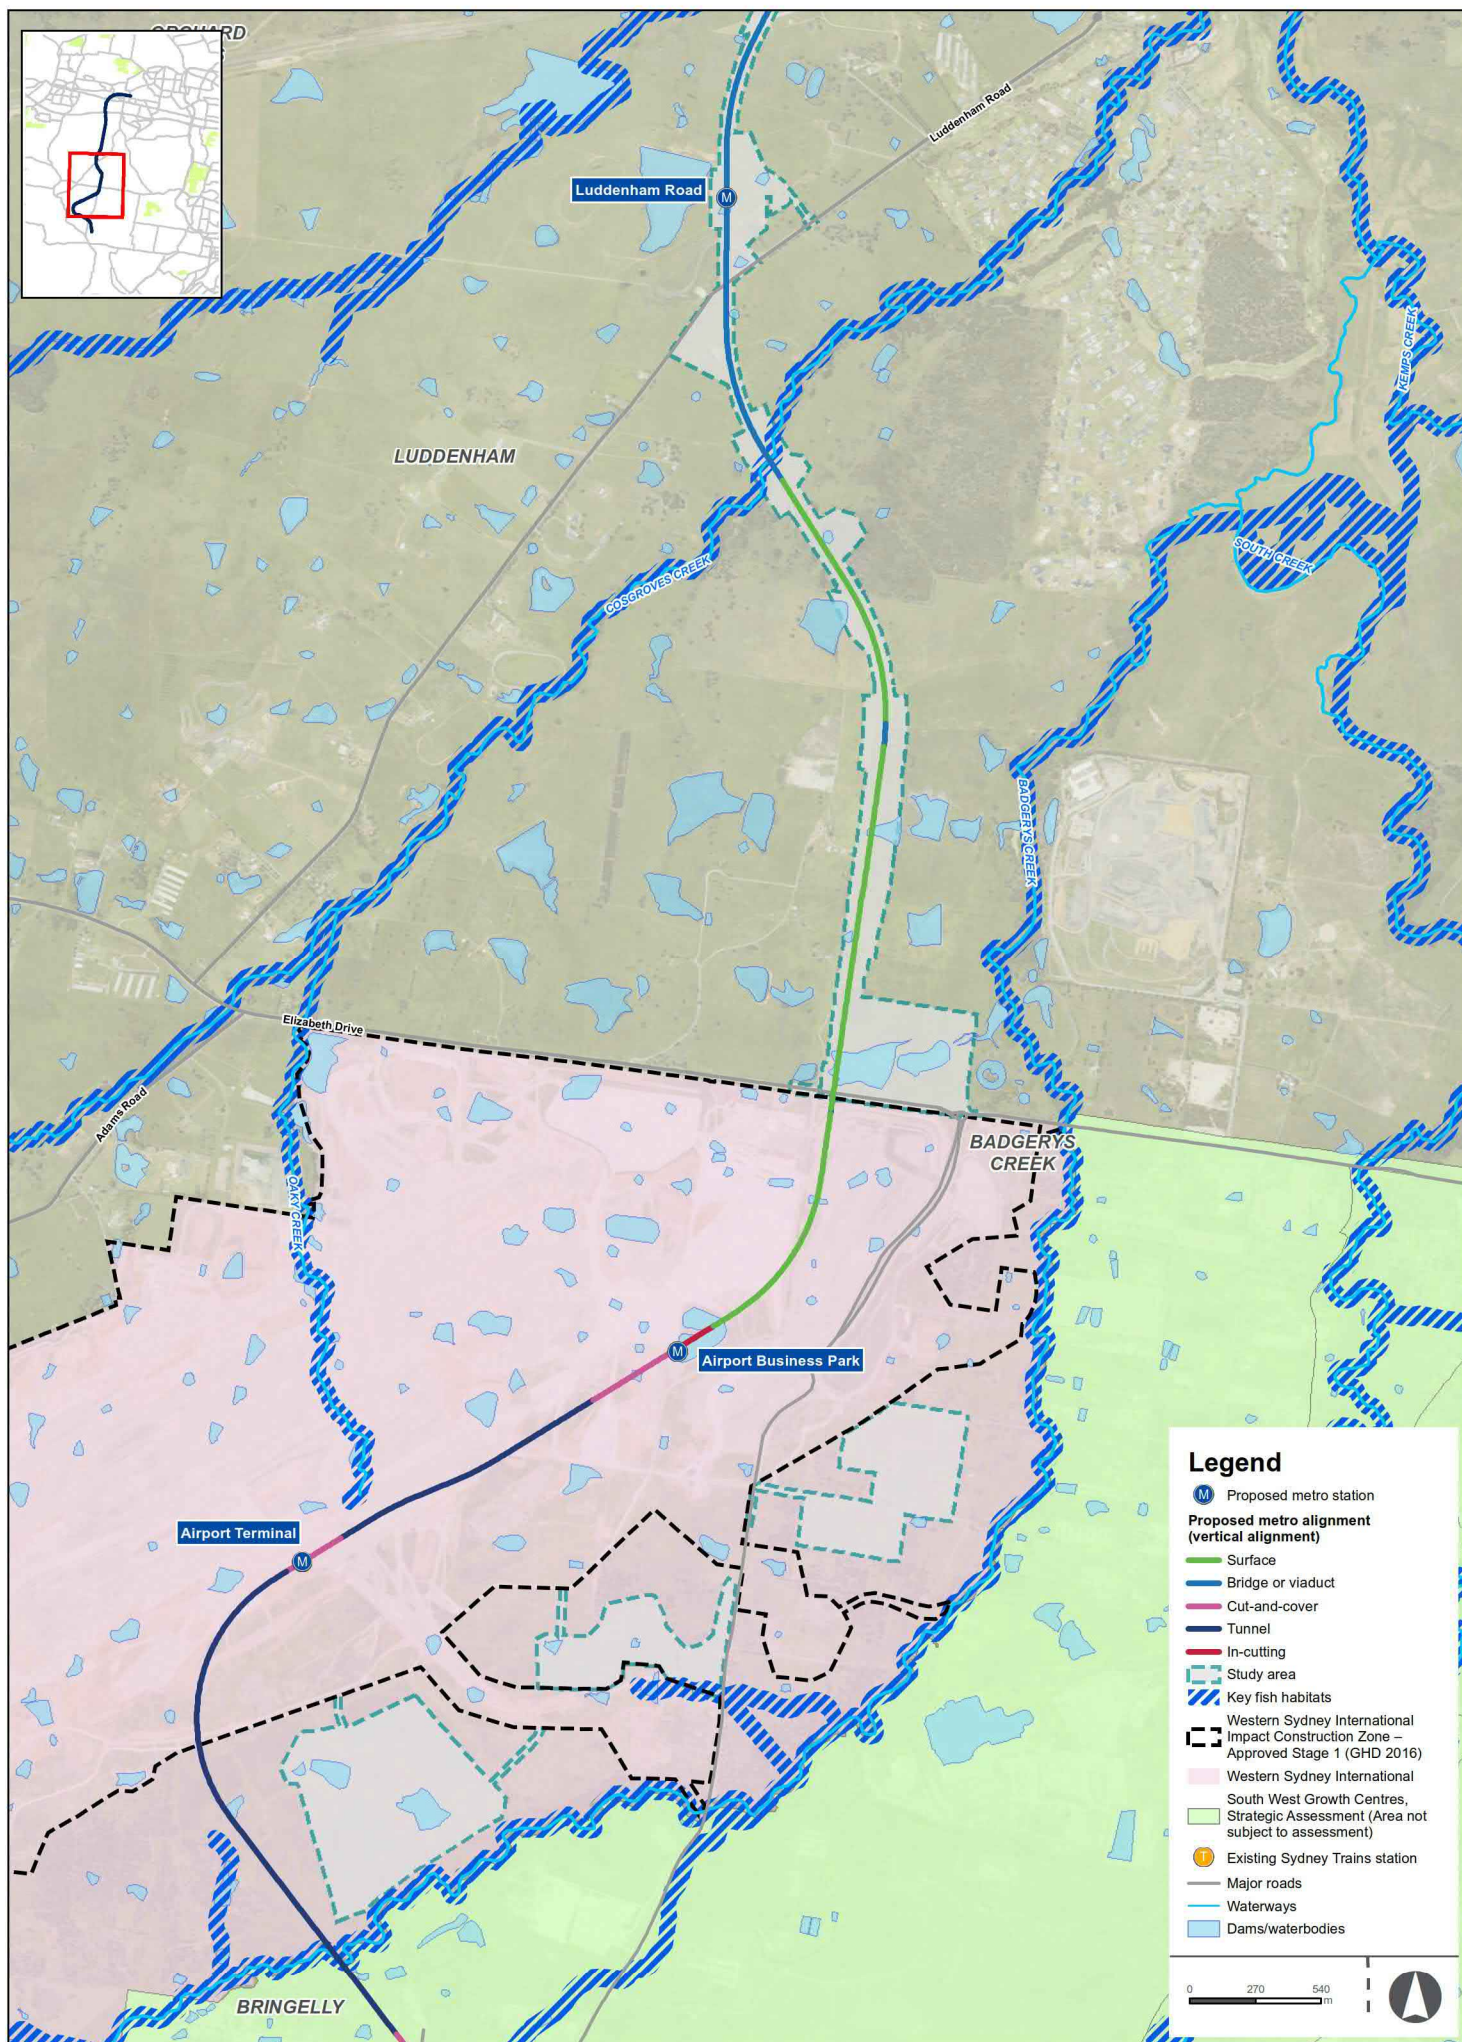 ORCHARD
Luddenham Road
Luddenham Road
M
KEMPS CREEK
LUDDENHAM
SOUTH CREEK
COSGROVES CREEK
BADGERYS CREEK
Elizabeth Drive
Adams Road
BADGERYS
CREEK
OAKY CREEK
M
Airport Business Park
Airport Terminal
M
BRINGELLY
Legend
M Proposed metro station
Proposed metro alignment
(vertical alignment)
Surface
Bridge or viaduct
Cut-and-cover
Tunnel
In-cutting
Study area
Key fish habitats
Western Sydney International
Impact Construction Zone –
Approved Stage 1 (GHD 2016)
Western Sydney International
South West Growth Centres,
Strategic Assessment (Area not
subject to assessment)
T Existing Sydney Trains station
Major roads
Waterways
Dams/waterbodies
0 270 540
m